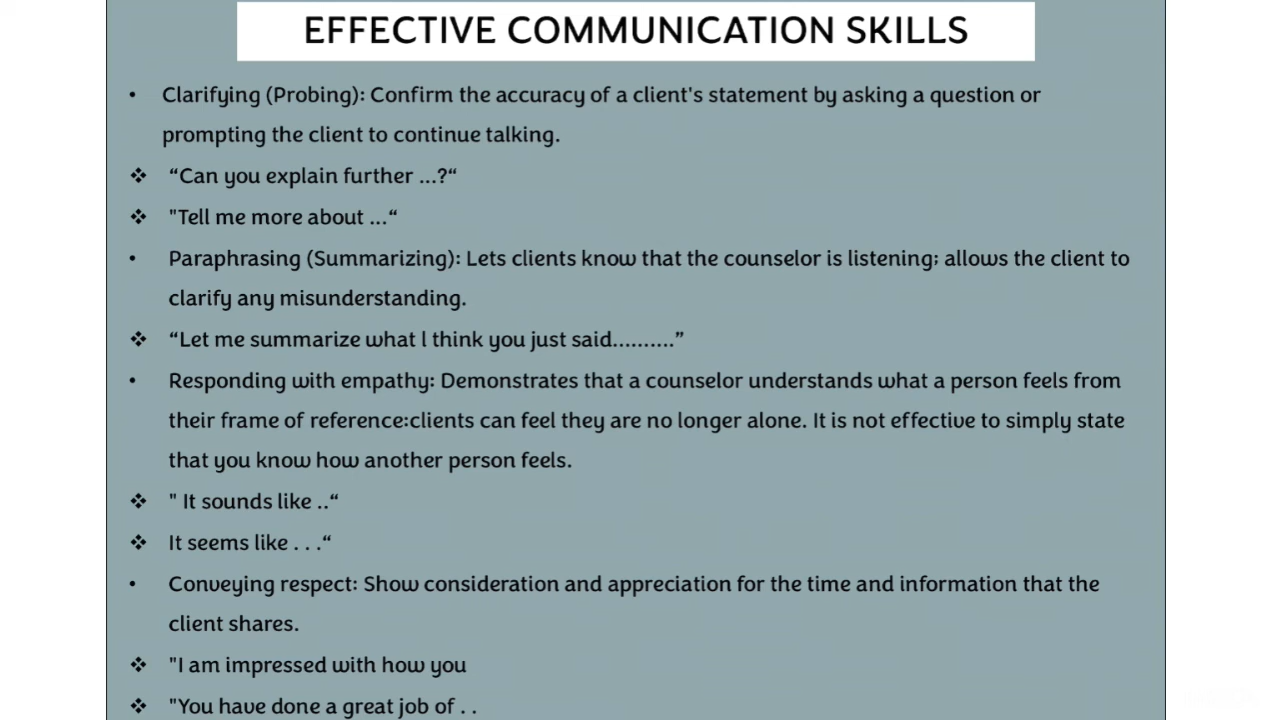 EFFECTIVE COMMUNICATION SKILLS
• Clarifying (Probing): Confirm the accuracy of a client's statement by asking a question or
prompting the client to continue talking.
❖ “Can you explain further ...?“
❖ "Tell me more about ...“
• Paraphrasing (Summarizing): Lets clients know that the counselor is listening; allows the client to
clarify any misunderstanding.
❖ “Let me summarize what l think you just said..........”
• Responding with empathy: Demonstrates that a counselor understands what a person feels from
their frame of reference:clients can feel they are no longer alone. It is not effective to simply state
that you know how another person feels.
❖ " It sounds like ..“
❖ It seems like . . .“
• Conveying respect: Show consideration and appreciation for the time and information that the
client shares.
❖ "I am impressed with how you
❖ "You have done a great job of . .